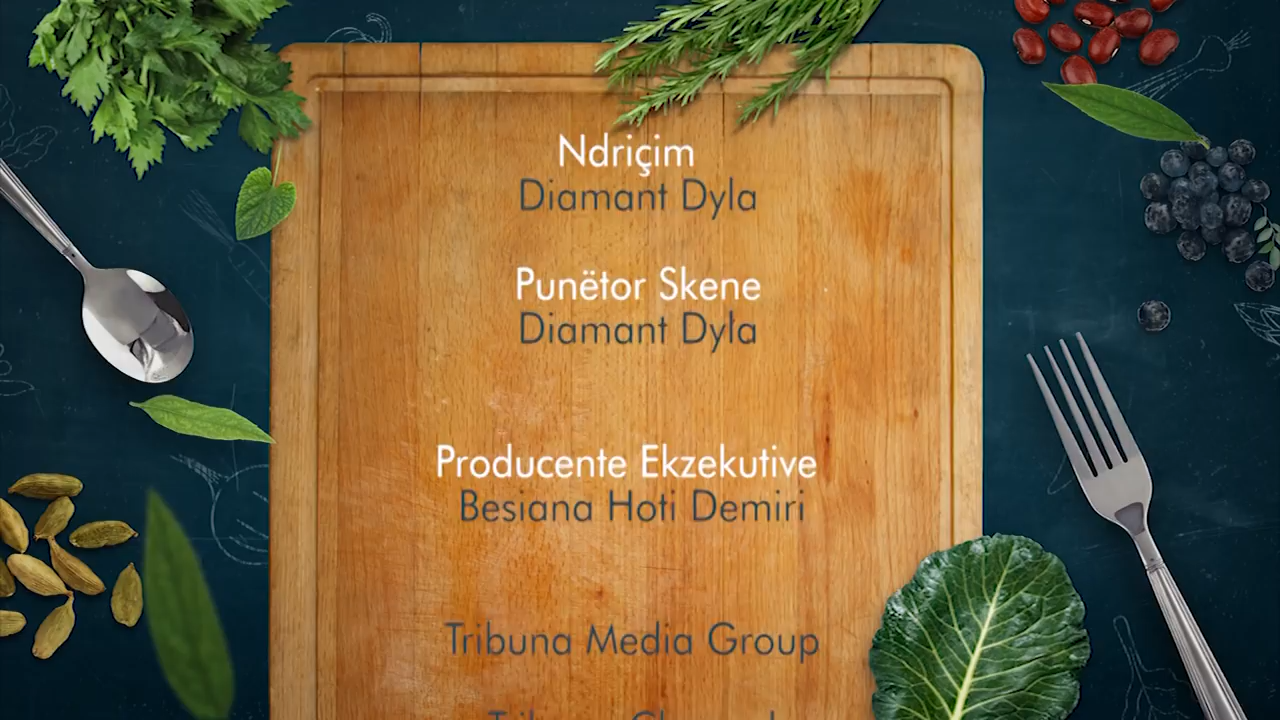 Ndriçim
Diamant Dyla
Punëtor Skene
Diamant Dyla
Producente Ekzekutive
Besiana Hoti Demiri
Tribuna Media Group